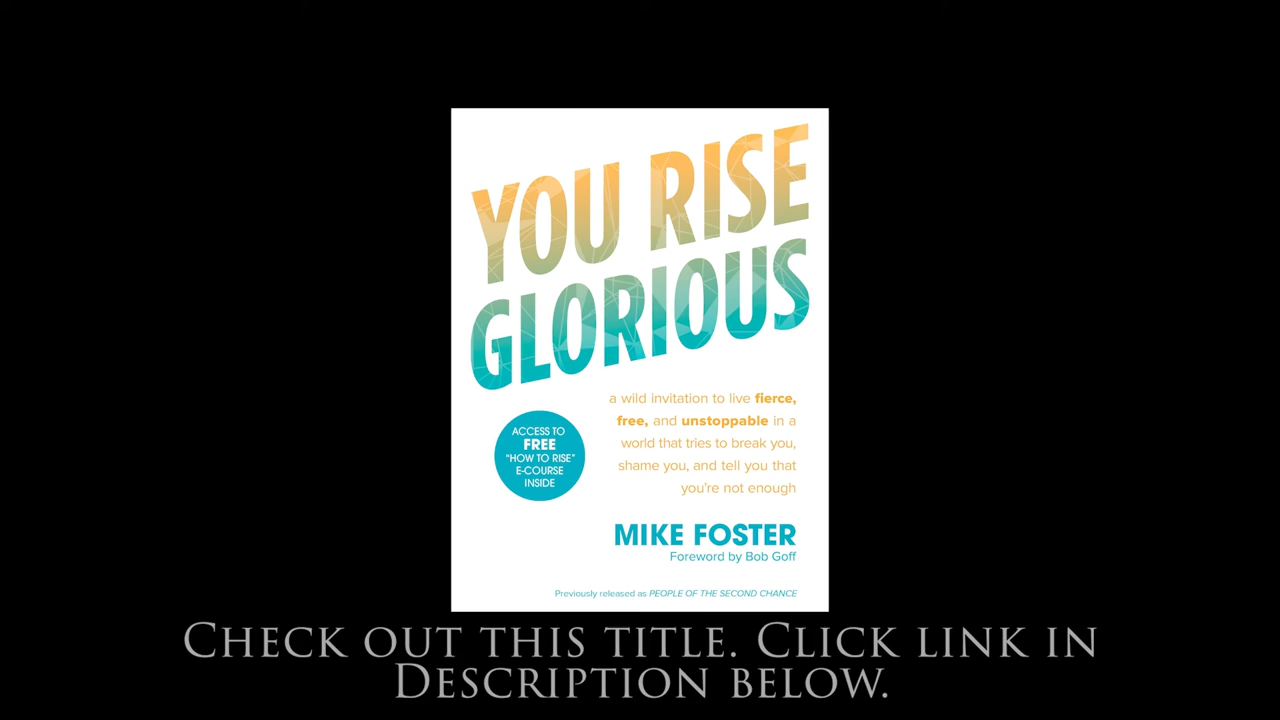 YOU RISE
GLORIOUS
a wild invitation to live fierce,
free, and unstoppable in a
world that tries to break you,
shame you, and tell you that
you're not enough
ACCESS TO
FREE
"HOW TO RISE"
E-COURSE
INSIDE
MIKE FOSTER
Foreword by Bob Goff
Previously released as PEOPLE OF THE SECOND CHANCE
CHECK OUT THIS TITLE. CLICK LINK IN
DESCRIPTION BELOW.